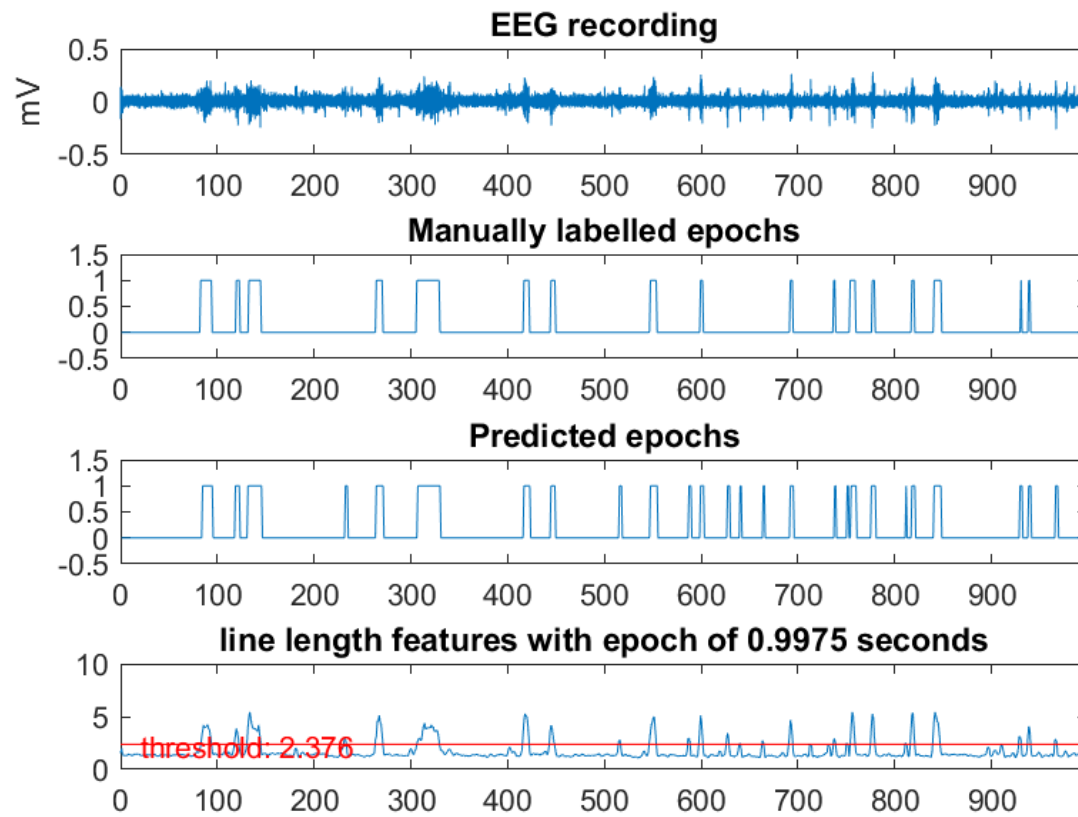 EEG recording
0.5
0
-0.5
mV
0 100 200 300 400 500 600 700 800 900
Manually labelled epochs
1.5
1
0.5
0
-0.5
0 100 200 300 400 500 600 700 800 900
Predicted epochs
1.5
1
0.5
0
-0.5
0 100 200 300 400 500 600 700 800 900
line length features with epoch of 0.9975 seconds
10
5
threshold: 2.376
0
0 100 200 300 400 500 600 700 800 900